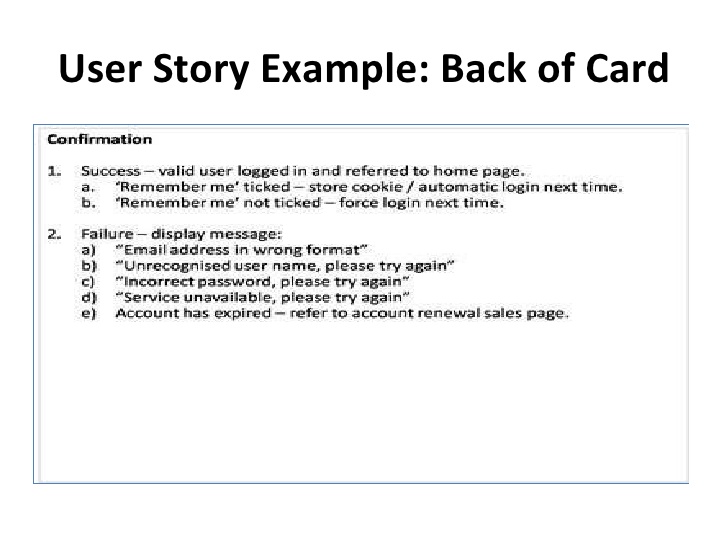 User Story Example: Back of Card
Confirmation
1. Success – valid user logged in and referred to home page.
a. ‘Remember me’ ticked – store cookie / automatic login next time.
b. ‘Remember me’ not ticked – force login next time.
2. Failure – display message:
a) “Email address in wrong format”
b) “Unrecognised user name, please try again”
c) “Incorrect password, please try again”
d) “Service unavailable, please try again”
e) Account has expired – refer to account renewal sales page.